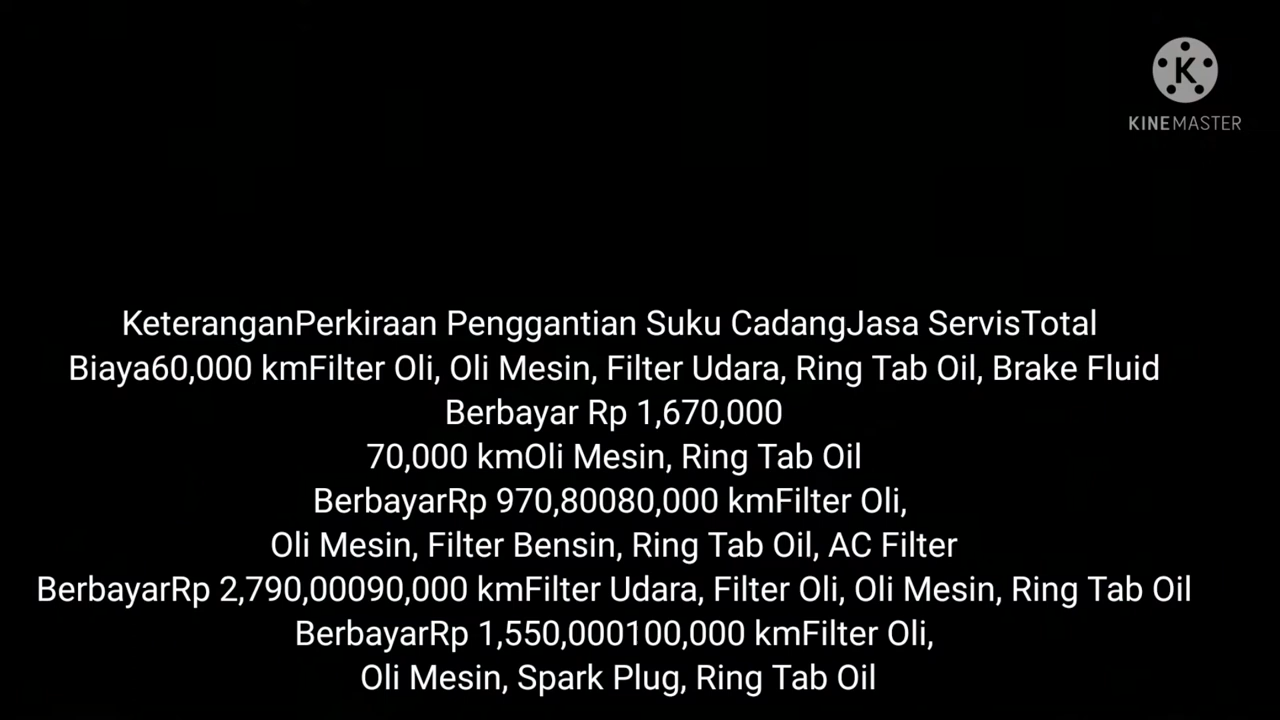 K
KINEMASTER
KeteranganPerkiraan Penggantian Suku CadangJasa ServisTotal
Biaya60,000 kmFilter Oli, Oli Mesin, Filter Udara, Ring Tab Oil, Brake Fluid
Berbayar Rp 1,670,000
70,000 kmOli Mesin, Ring Tab Oil
BerbayarRp 970,80080,000 kmFilter Oli,
Oli Mesin, Filter Bensin, Ring Tab Oil, AC Filter
BerbayarRp 2,790,00090,000 kmFilter Udara, Filter Oli, Oli Mesin, Ring Tab Oil
BerbayarRp 1,550,000100,000 kmFilter Oli,
Oli Mesin, Spark Plug, Ring Tab Oil